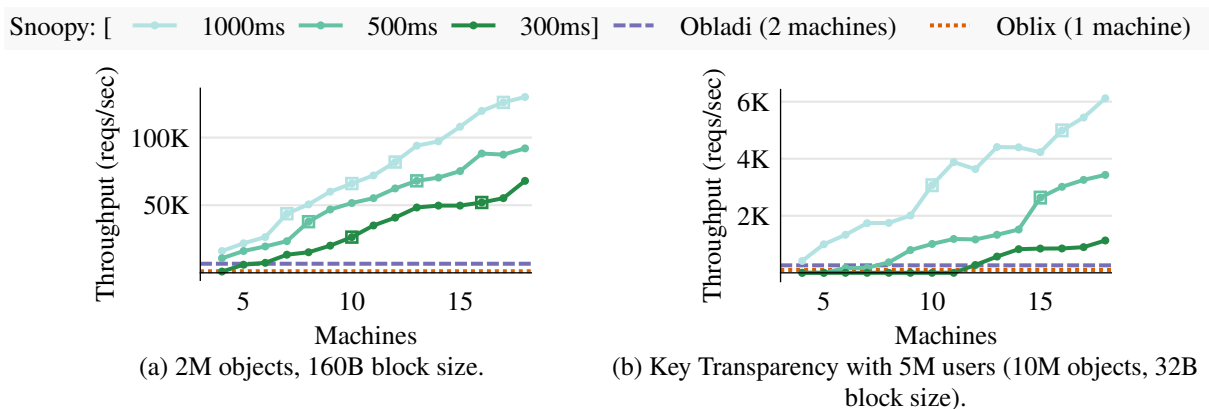 Snoopy: [ 1000ms 500ms 300ms] Obladi (2 machines) Oblix (1 machine)
Throughput (reqs/sec)
100K
50K
5 10 15
Machines
(a) 2M objects, 160B block size.
Throughput (reqs/sec)
6K
4K
2K
5 10 15
Machines
(b) Key Transparency with 5M users (10M objects, 32B
block size).